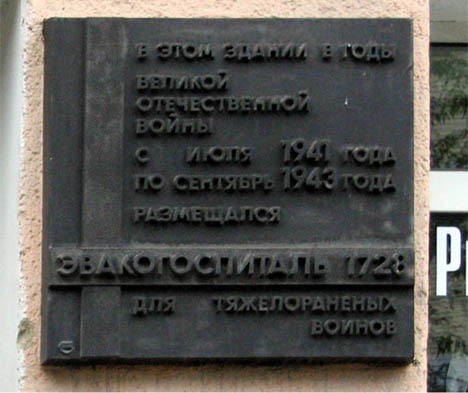 В ЭТОМ ЗДАНИИ В ГОДЫ
ВЕЛИКОЙ
ОТЕЧЕСТВЕННОЙ
ВОЙНЫ
С ИЮЛЯ 1941 ГОДА
ПО СЕНТЯБРЬ 1943 ГОДА
РАЗМЕЩАЛСЯ
ЭВАКОГОСПИТАЛЬ 1728
ДЛЯ ТЯЖЕЛОРАНЕНЫХ
ВОИНОВ